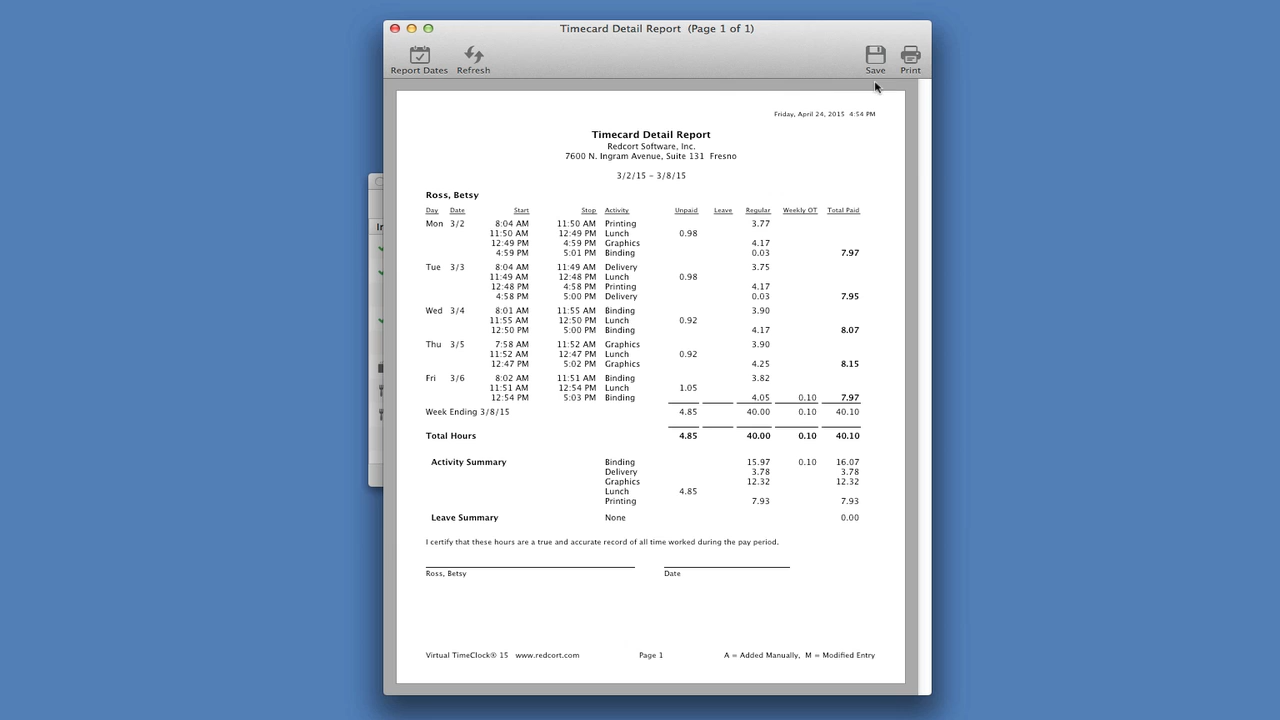 Timecard Detail Report (Page 1 of 1)
Report Dates Refresh Save Print
Friday, April 24, 2015 4:54 PM
Timecard Detail Report
Redcort Software, Inc.
7600 N. Ingram Avenue, Suite 131 Fresno
3/2/15 – 3/8/15
Ross, Betsy
Day Date Start Stop Activity Unpaid Leave Regular Weekly OT Total Paid
Mon 3/2 8:04 AM 11:50 AM Printing 3.77
11:50 AM 12:49 PM Lunch 0.98
12:49 PM 4:59 PM Graphics 4.17
4:59 PM 5:01 PM Binding 0.03 7.97
Tue 3/3 8:04 AM 11:49 AM Delivery 3.75
11:49 AM 12:48 PM Lunch 0.98
12:48 PM 4:58 PM Printing 4.17
4:58 PM 5:00 PM Delivery 0.03 7.95
Wed 3/4 8:01 AM 11:55 AM Binding 3.90
11:55 AM 12:50 PM Lunch 0.92
12:50 PM 5:00 PM Binding 4.17 8.07
Thu 3/5 7:58 AM 11:52 AM Graphics 3.90
11:52 AM 12:47 PM Lunch 0.92
12:47 PM 5:02 PM Graphics 4.25 8.15
Fri 3/6 8:02 AM 11:51 AM Binding 3.82
11:51 AM 12:54 PM Lunch 1.05
12:54 PM 5:03 PM Binding 4.05 0.10 7.97
Week Ending 3/8/15 4.85 40.00 0.10 40.10
Total Hours 4.85 40.00 0.10 40.10
Activity Summary Binding 15.97 0.10 16.07
Delivery 3.78 3.78
Graphics 12.32 12.32
Lunch 4.85
Printing 7.93 7.93
Leave Summary None 0.00
I certify that these hours are a true and accurate record of all time worked during the pay period.
Ross, Betsy Date
Virtual TimeClock® 15 www.redcort.com Page 1 A = Added Manually, M = Modified Entry